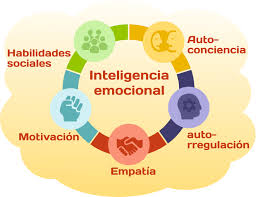 Habilidades
sociales
Auto-
conciencia
Inteligencia
emocional
Motivación
auto-
rregulación
Empatía